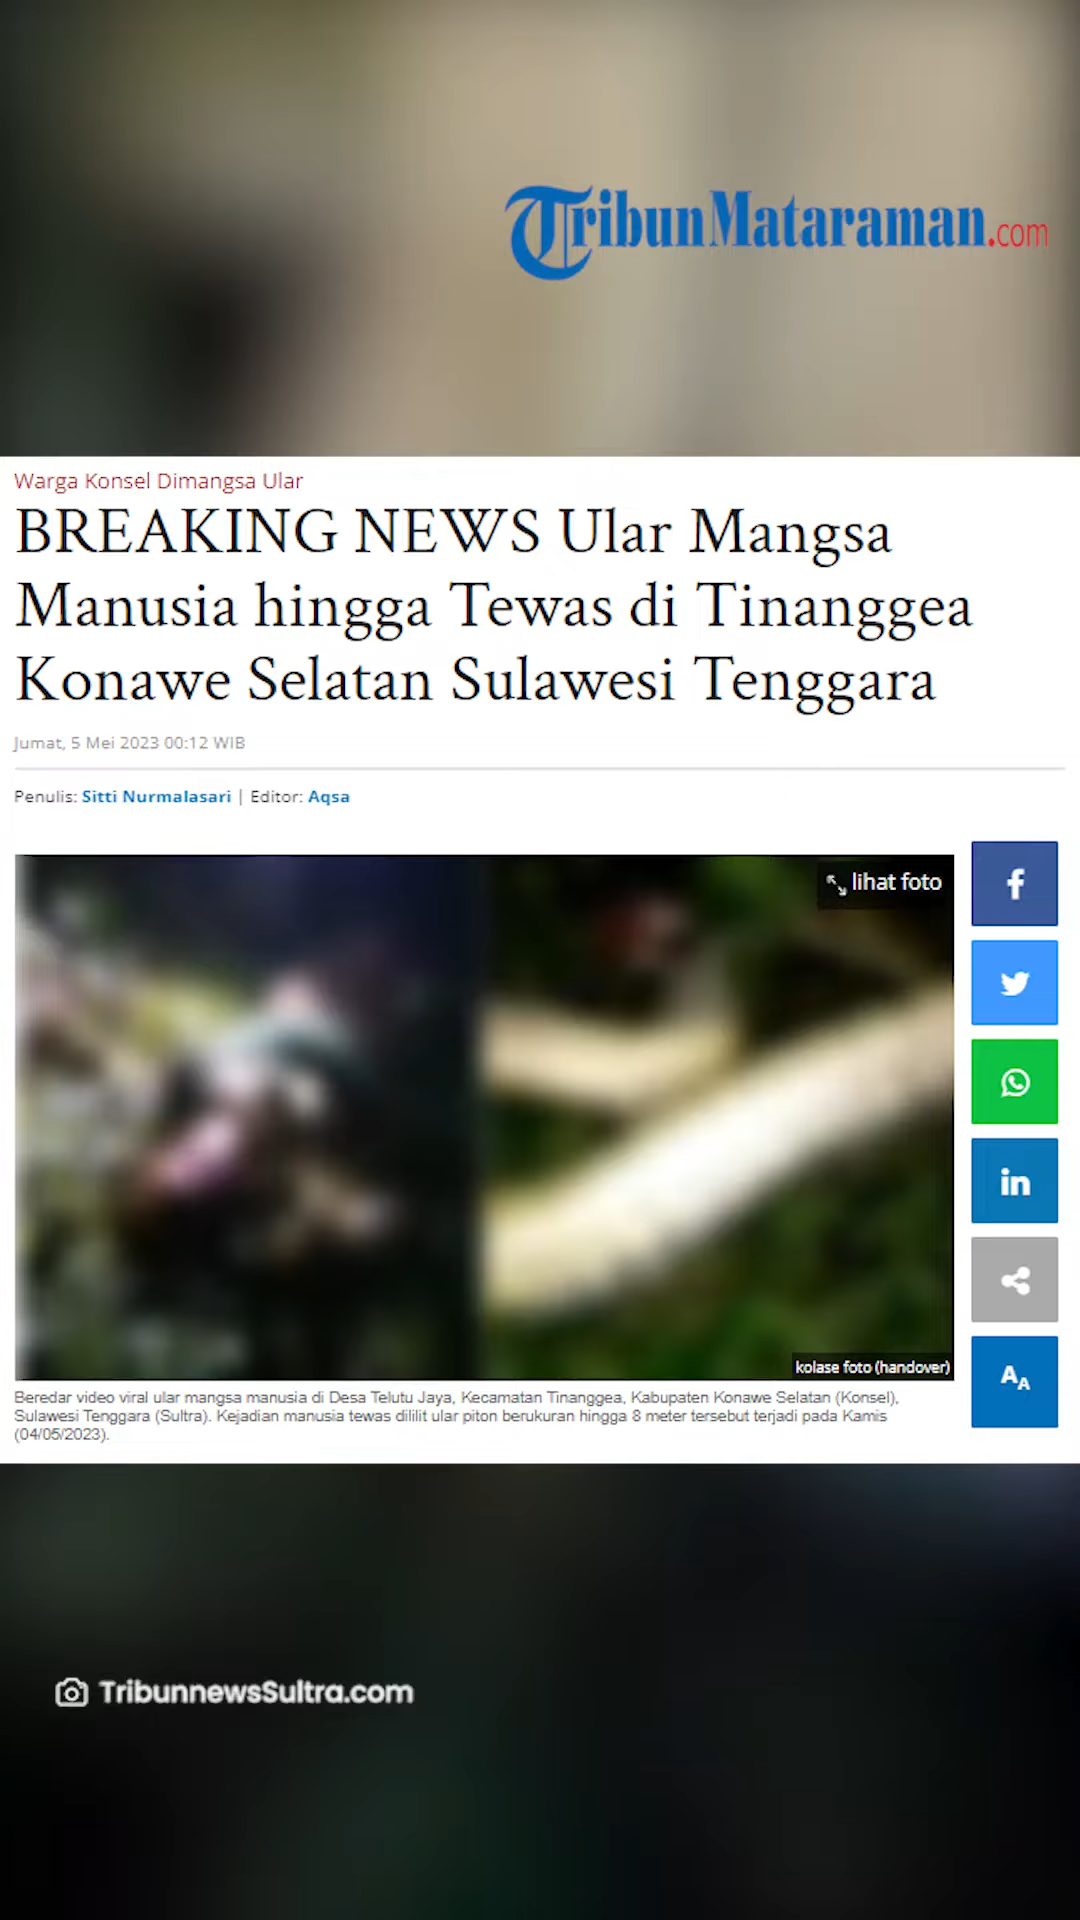 TribunMataraman.com
Warga Konsel Dimangsa Ular
BREAKING NEWS Ular Mangsa
Manusia hingga Tewas di Tinanggea
Konawe Selatan Sulawesi Tenggara
Jumat, 5 Mei 2023 00:12 WIB
Penulis: Sitti Nurmalasari | Editor: Aqsa
lihat foto
kolase foto (handover)
Beredar video viral ular mangsa manusia di Desa Telutu Jaya, Kecamatan Tinanggea, Kabupaten Konawe Selatan (Konsel),
Sulawesi Tenggara (Sultra). Kejadian manusia tewas dililit ular piton berukuran hingga 8 meter tersebut terjadi pada Kamis
(04/05/2023).
f
in
AA
TribunnewsSultra.com